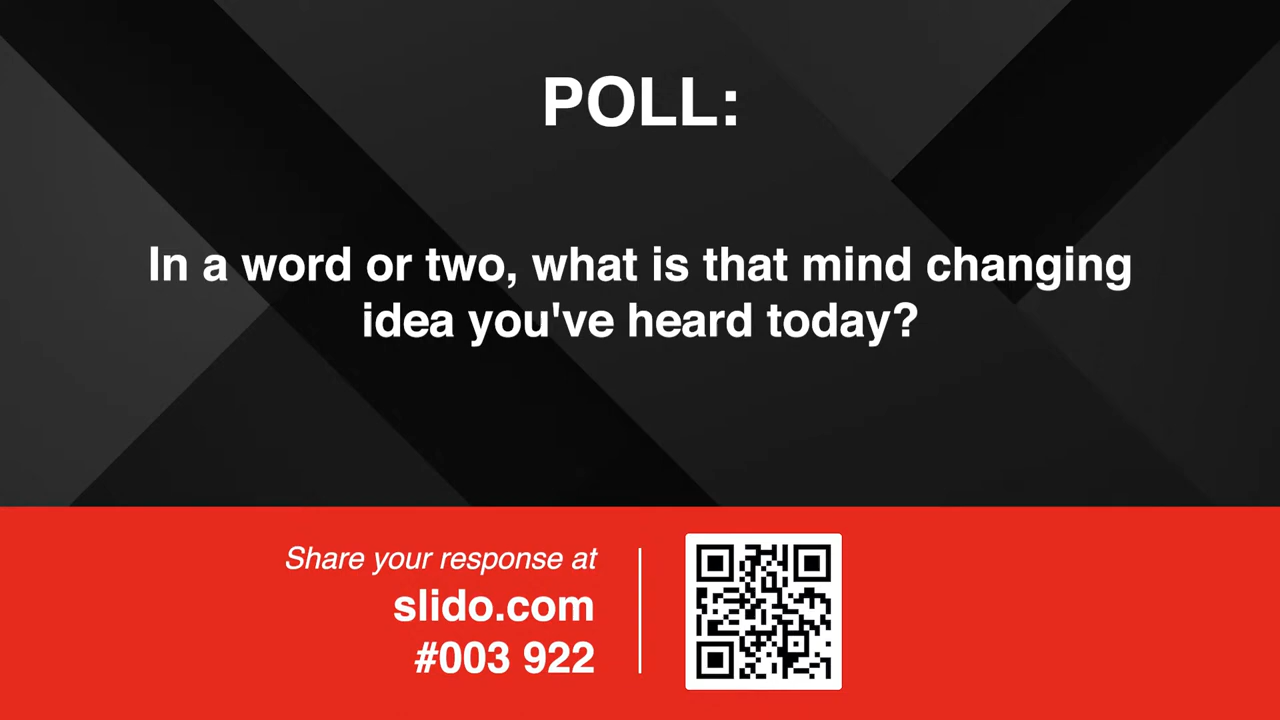 POLL:
In a word or two, what is that mind changing
idea you've heard today?
Share your response at
slido.com
#003 922